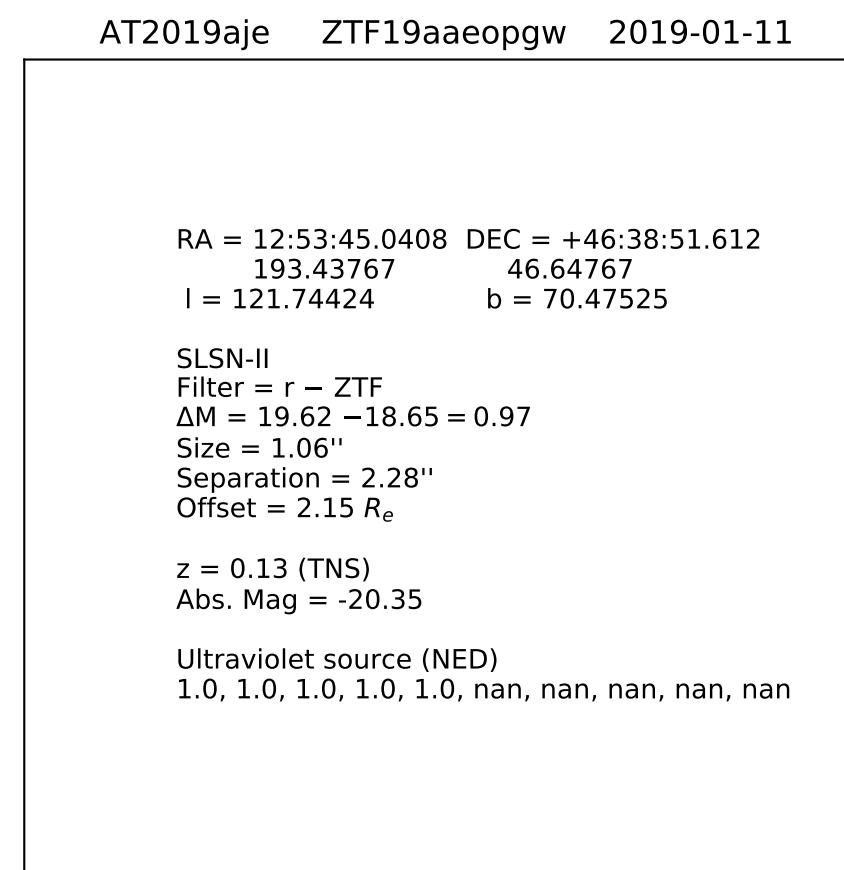 AT2019aje ZTF19aaeopgw 2019-01-11
RA = 12:53:45.0408 DEC = +46:38:51.612
193.43767 46.64767
l = 121.74424 b = 70.47525
SLSN-II
Filter = r − ZTF
ΔM = 19.62 −18.65 = 0.97
Size = 1.06''
Separation = 2.28''
Offset = 2.15 Re
z = 0.13 (TNS)
Abs. Mag = -20.35
Ultraviolet source (NED)
1.0, 1.0, 1.0, 1.0, 1.0, nan, nan, nan, nan, nan